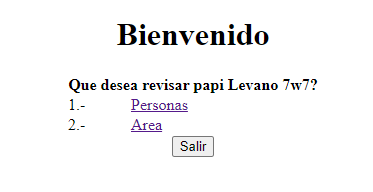 Bienvenido
Que desea revisar papi Levano 7w7?
1.- Personas
2.- Area
Salir